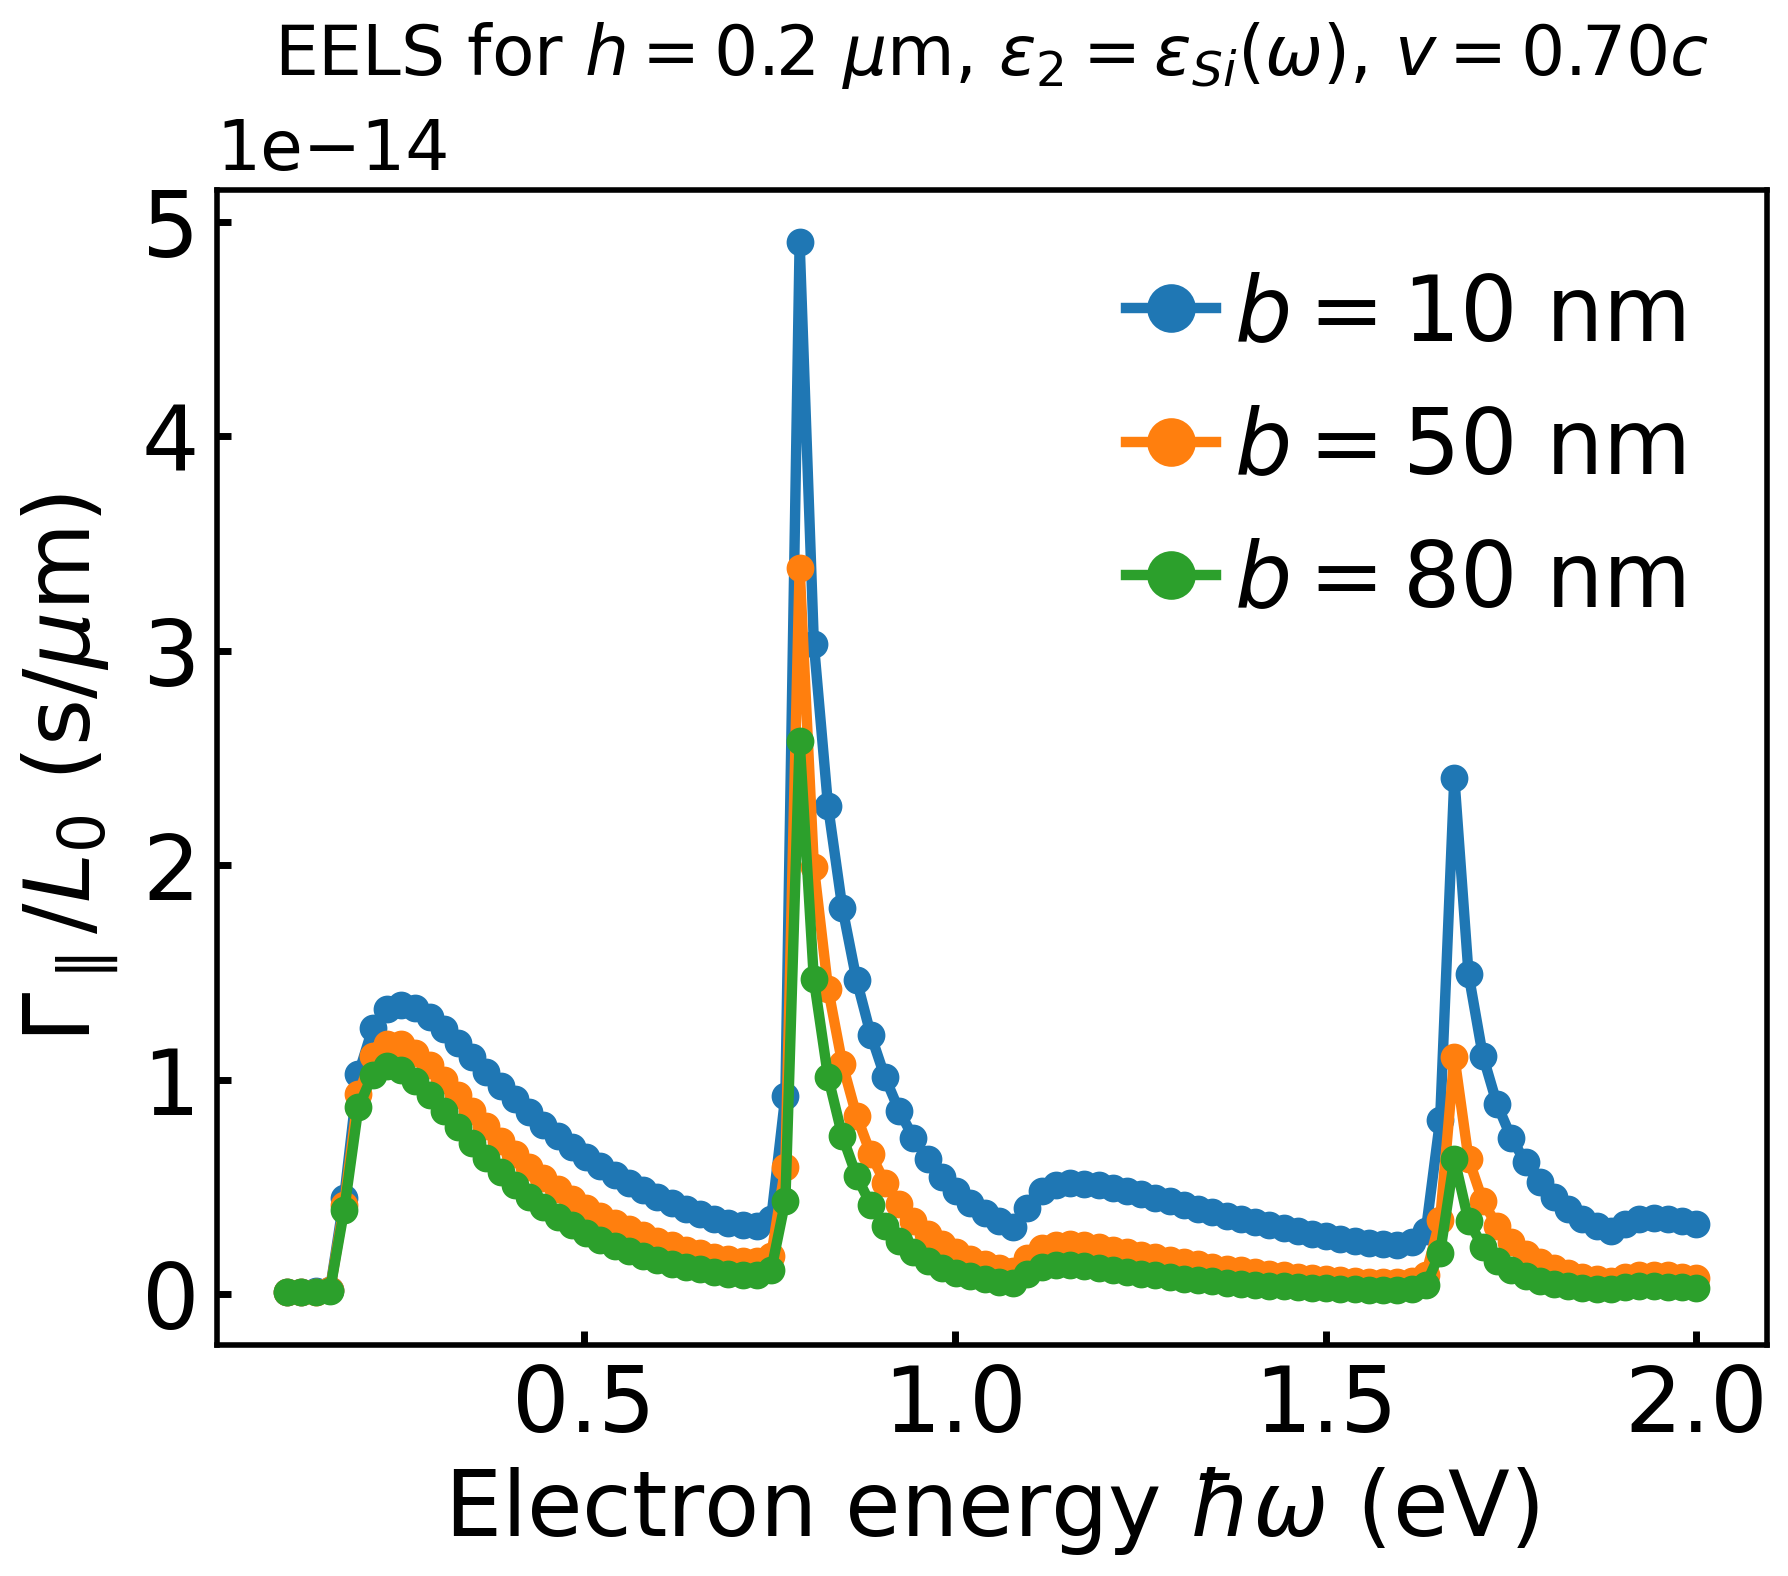 EELS for h = 0.2 μm, ε₂ = ε_Si(ω), v = 0.70c
1e−14
5
4
3
2
1
0
Γ∥/L₀ (s/μm)
b = 10 nm
b = 50 nm
b = 80 nm
0.5 1.0 1.5 2.0
Electron energy ħω (eV)